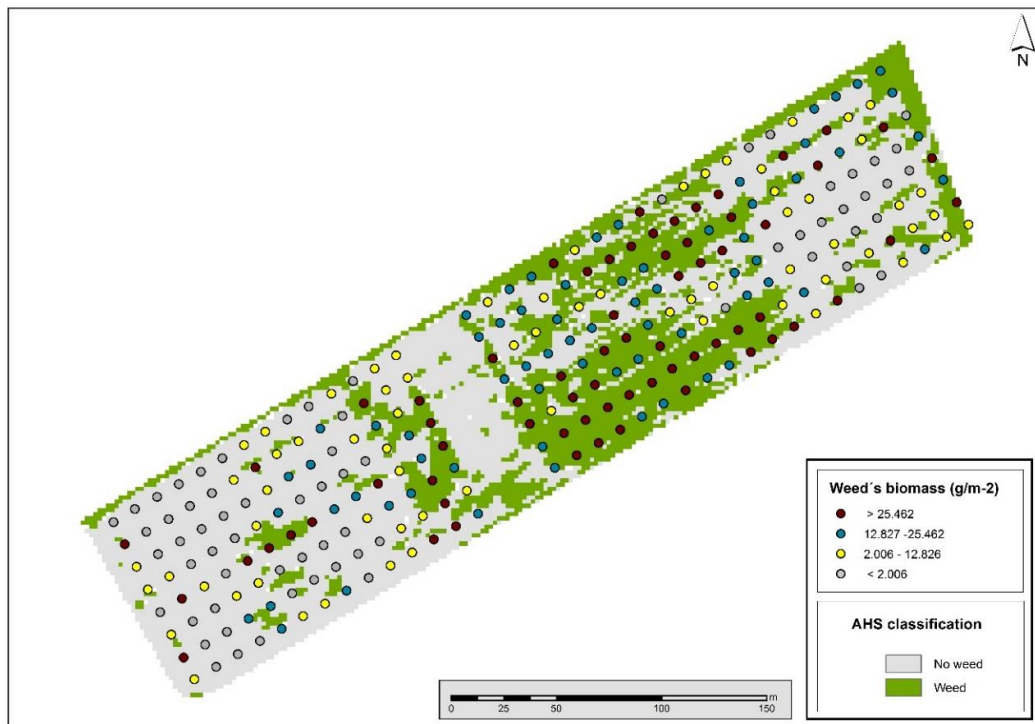 N
Weed´s biomass (g/m-2)
> 25.462
12.827 -25.462
2.006 - 12.826
< 2.006
AHS classification
No weed
Weed
m
0 25 50 100 150